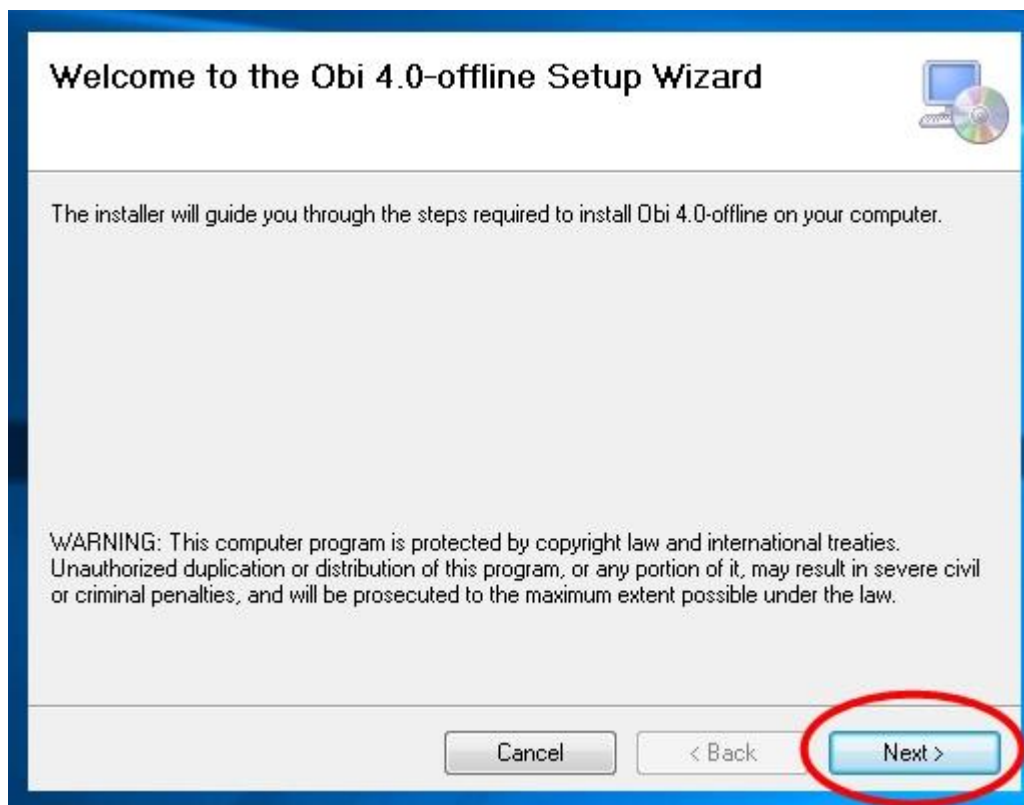 Welcome to the Obi 4.0-offline Setup Wizard
The installer will guide you through the steps required to install Obi 4.0-offline on your computer.
WARNING: This computer program is protected by copyright law and international treaties.
Unauthorized duplication or distribution of this program, or any portion of it, may result in severe civil
or criminal penalties, and will be prosecuted to the maximum extent possible under the law.
Cancel < Back Next >